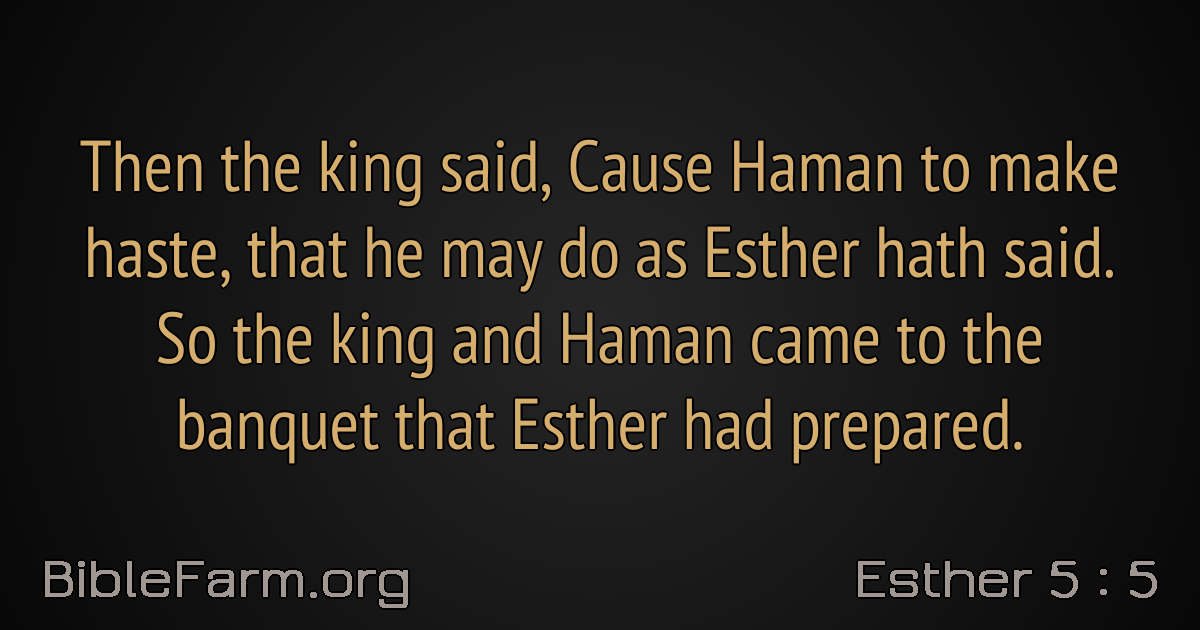 Then the king said, Cause Haman to make
haste, that he may do as Esther hath said.
So the king and Haman came to the
banquet that Esther had prepared.
BibleFarm.org
Esther 5 : 5